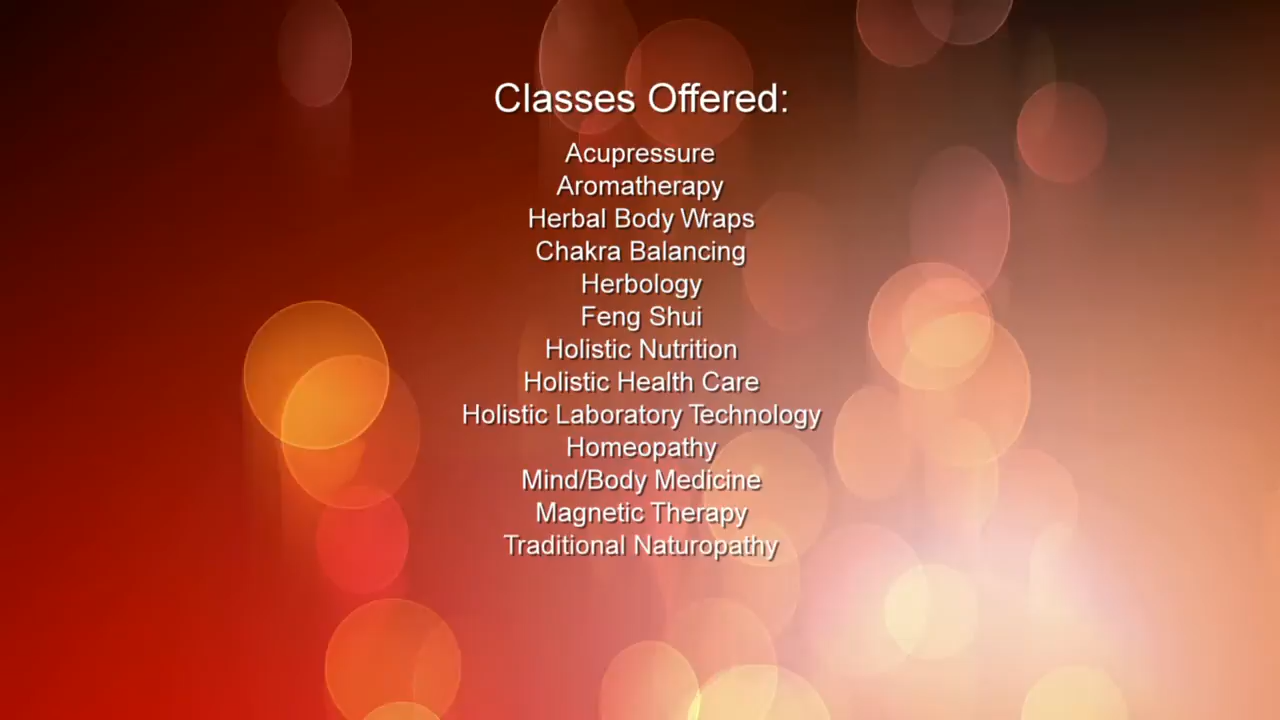 Classes Offered:
Acupressure
Aromatherapy
Herbal Body Wraps
Chakra Balancing
Herbology
Feng Shui
Holistic Nutrition
Holistic Health Care
Holistic Laboratory Technology
Homeopathy
Mind/Body Medicine
Magnetic Therapy
Traditional Naturopathy